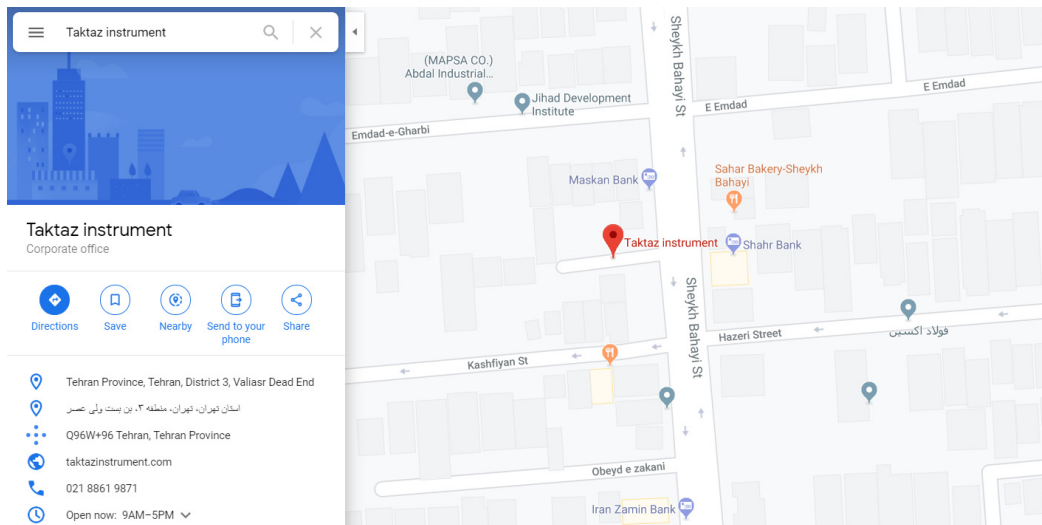 Taktaz instrument
Taktaz instrument
Corporate office
Directions
Save
Nearby
Send to your
phone
Share
Tehran Province, Tehran, District 3, Valiasr Dead End
استان تهران، تهران، منطقه ۳، بن بست ولی عصر
Q96W+96 Tehran, Tehran Province
taktazinstrument.com
021 8861 9871
Open now: 9AM–5PM
(MAPSA CO.)
Abdal Industrial...
Jihad Development
Institute
Emdad-e-Gharbi
Sheykh Bahayi St
E Emdad
E Emdad
Maskan Bank
Sahar Bakery-Sheykh
Bahayi
Taktaz instrument
Shahr Bank
Sheykh Bahayi St
Hazeri Street
فولاد اکسین
Kashfiyan St
Obeyd e zakani
Iran Zamin Bank